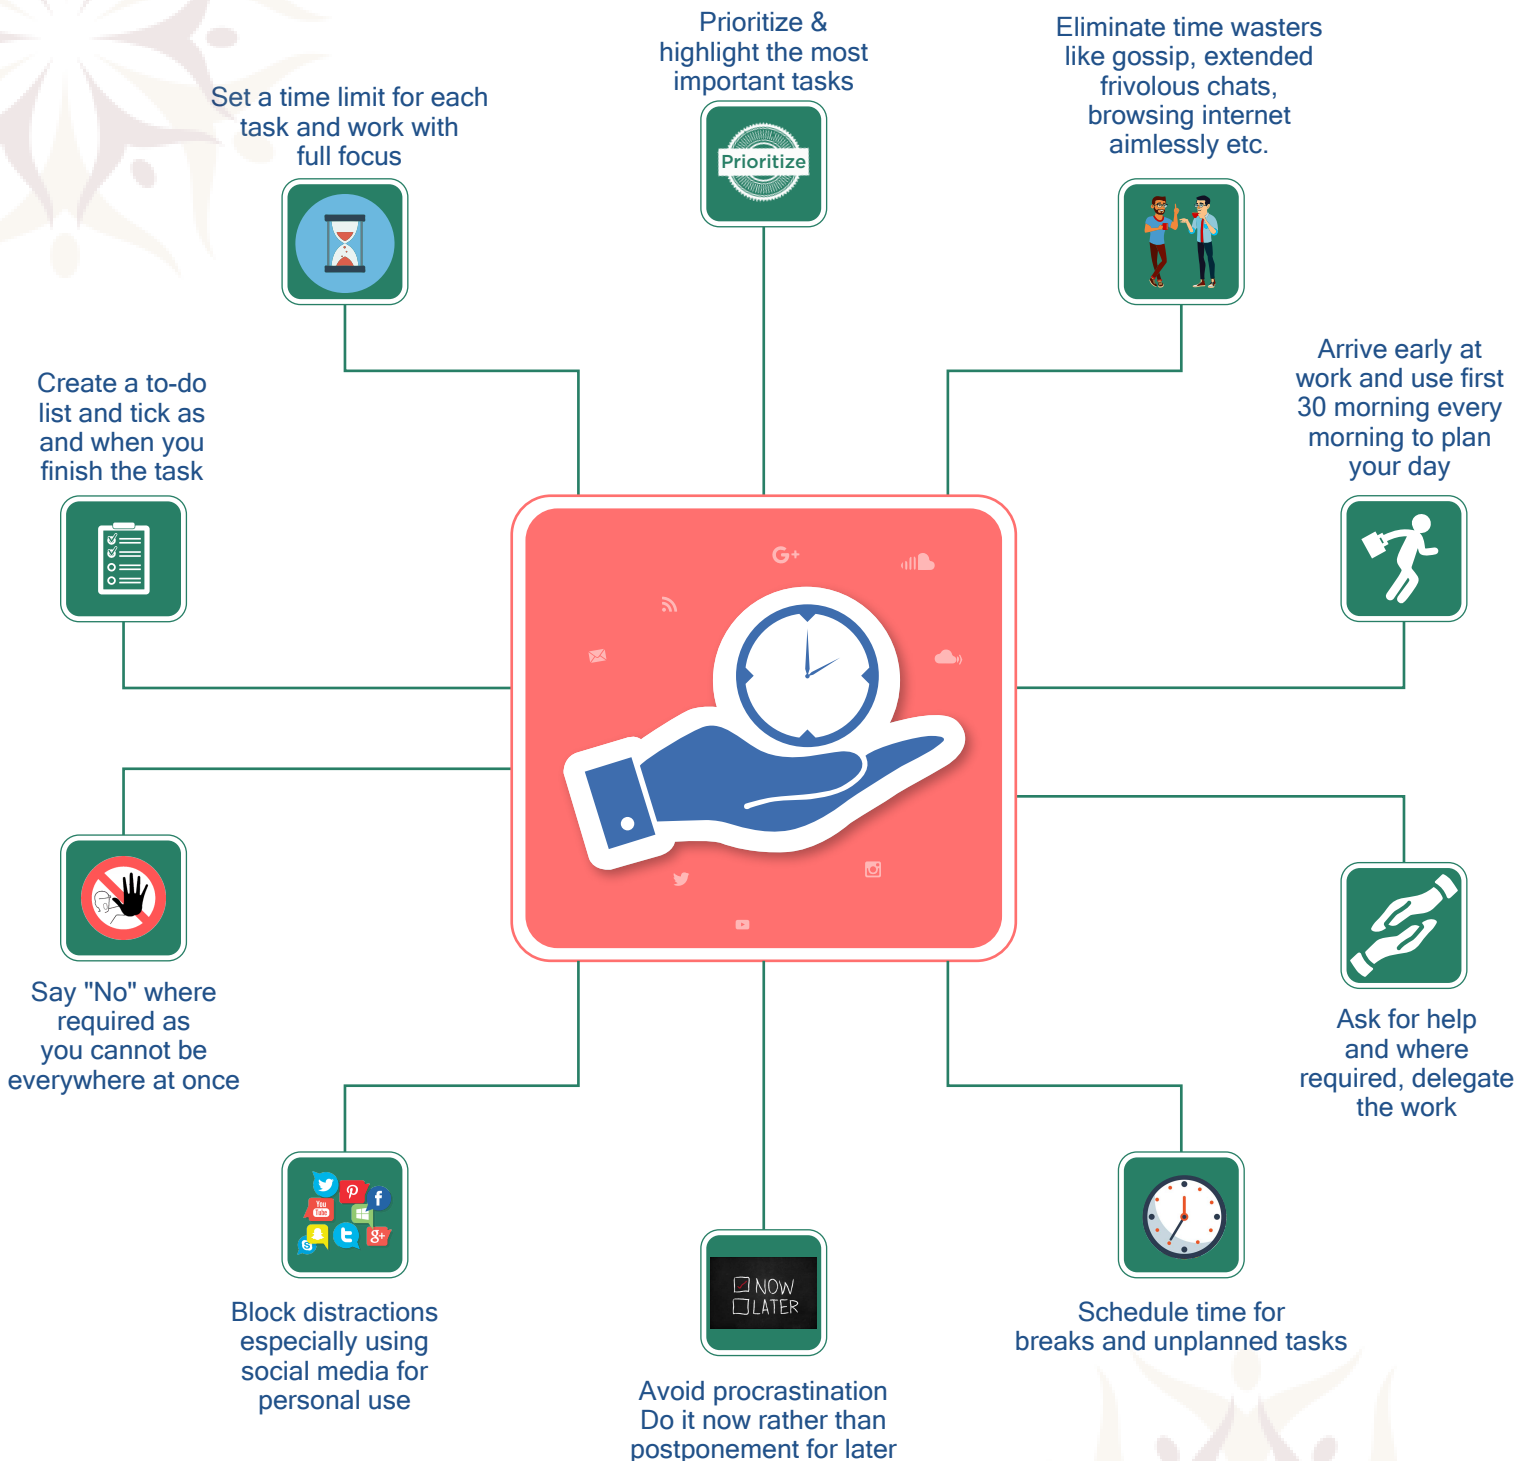 Prioritize &
highlight the most
important tasks
Prioritize
Eliminate time wasters
like gossip, extended
frivolous chats,
browsing internet
aimlessly etc.
Set a time limit for each
task and work with
full focus
Arrive early at
work and use first
30 morning every
morning to plan
your day
Create a to-do
list and tick as
and when you
finish the task
G+
Say "No" where
required as
you cannot be
everywhere at once
Ask for help
and where
required, delegate
the work
You
Tube
g+
Block distractions
especially using
social media for
personal use
NOW
LATER
Avoid procrastination
Do it now rather than
postponement for later
Schedule time for
breaks and unplanned tasks